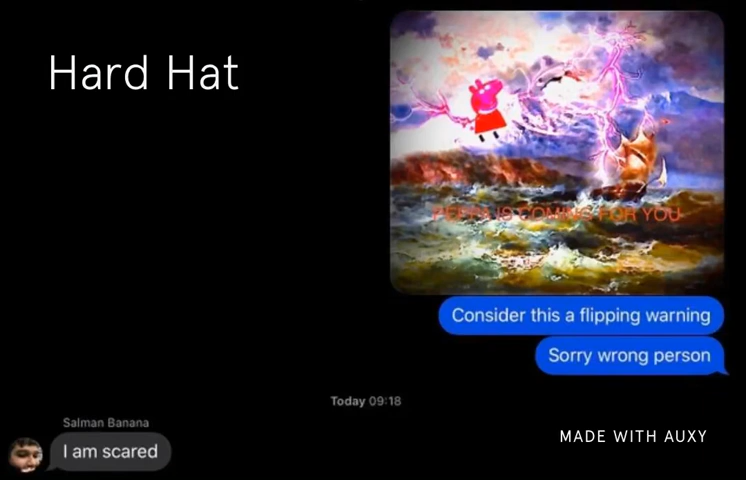 Hard Hat
PEPPA IS COMING FOR YOU
Consider this a flipping warning
Sorry wrong person
Today 09:18
Salman Banana
I am scared
MADE WITH AUXY